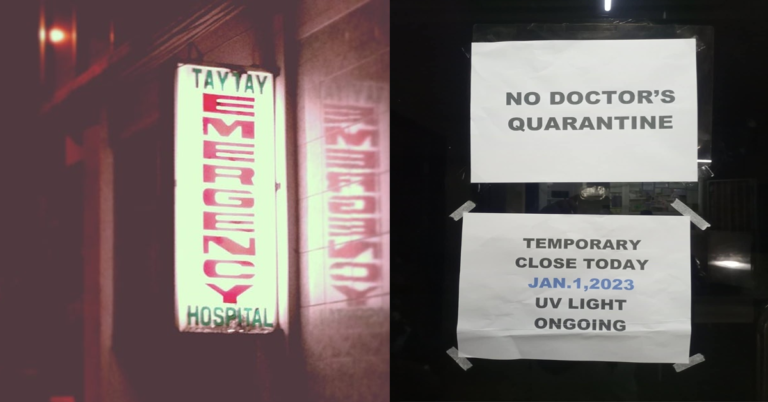 TAYTAY
EMERGENCY
HOSPITAL
NO DOCTOR'S
QUARANTINE
TEMPORARY
CLOSE TODAY
JAN.1,2023
UV LIGHT
ONGOING